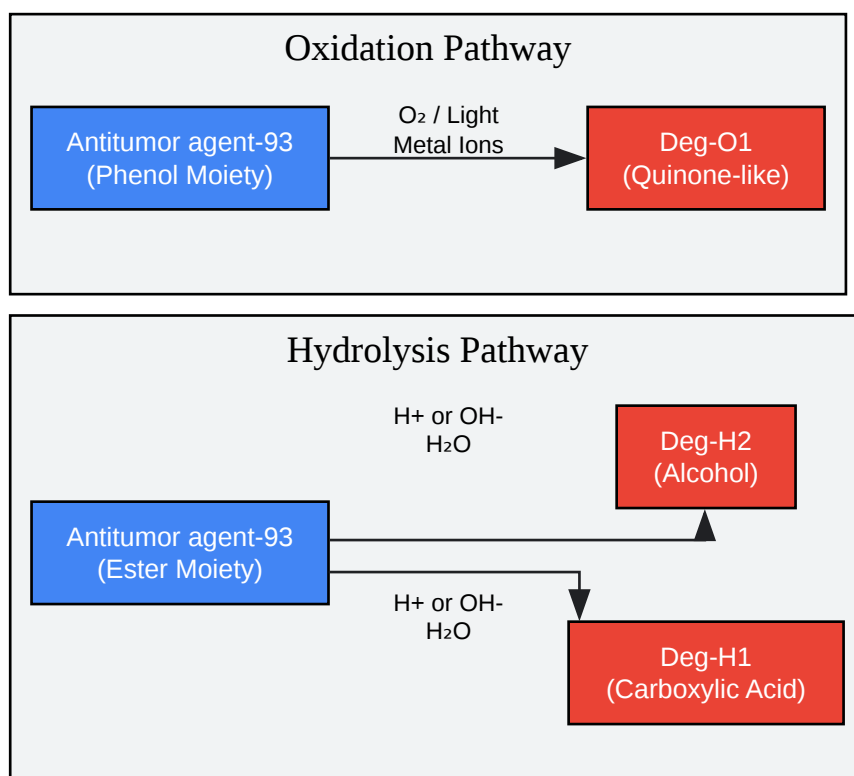 Oxidation Pathway
Antitumor agent-93
(Phenol Moiety)
O₂ / Light
Metal Ions
Deg-O1
(Quinone-like)
Hydrolysis Pathway
H+ or OH-
H₂O
Deg-H2
(Alcohol)
Antitumor agent-93
(Ester Moiety)
H+ or OH-
H₂O
Deg-H1
(Carboxylic Acid)